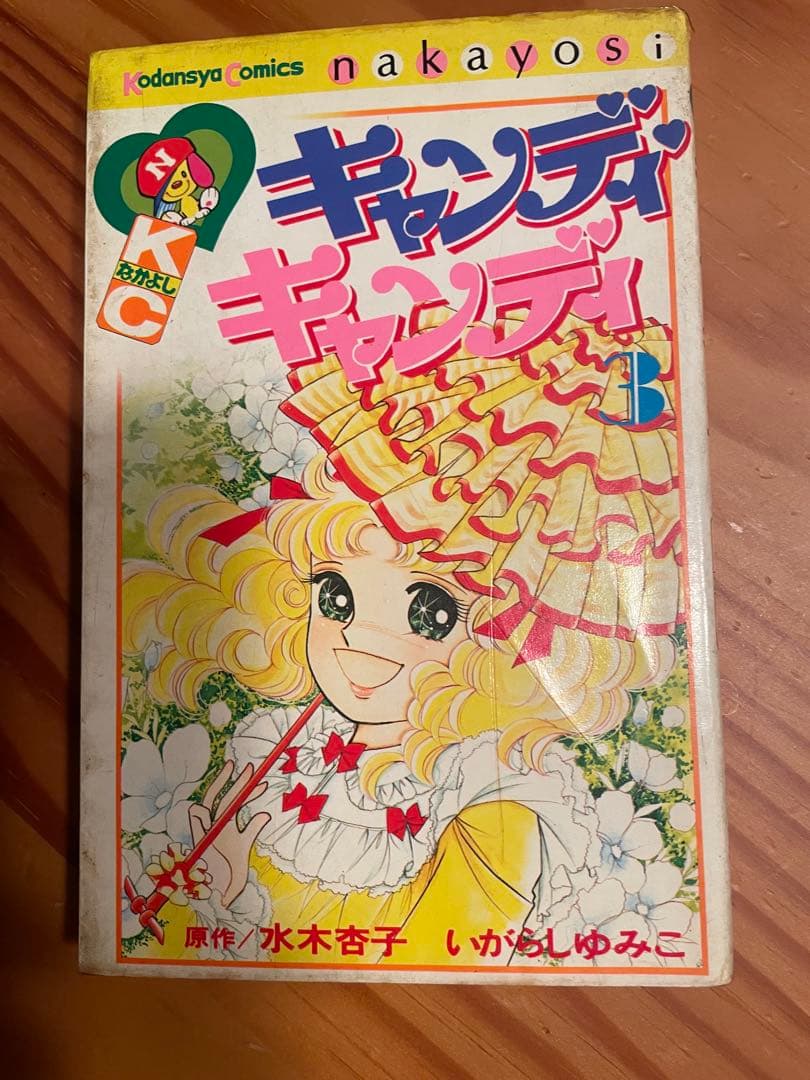 Kodansya Comics nakayosi
N
K
なかよし
C
キャンディ
キャンディ
3
原作/水木杏子 いがらしゆみこ